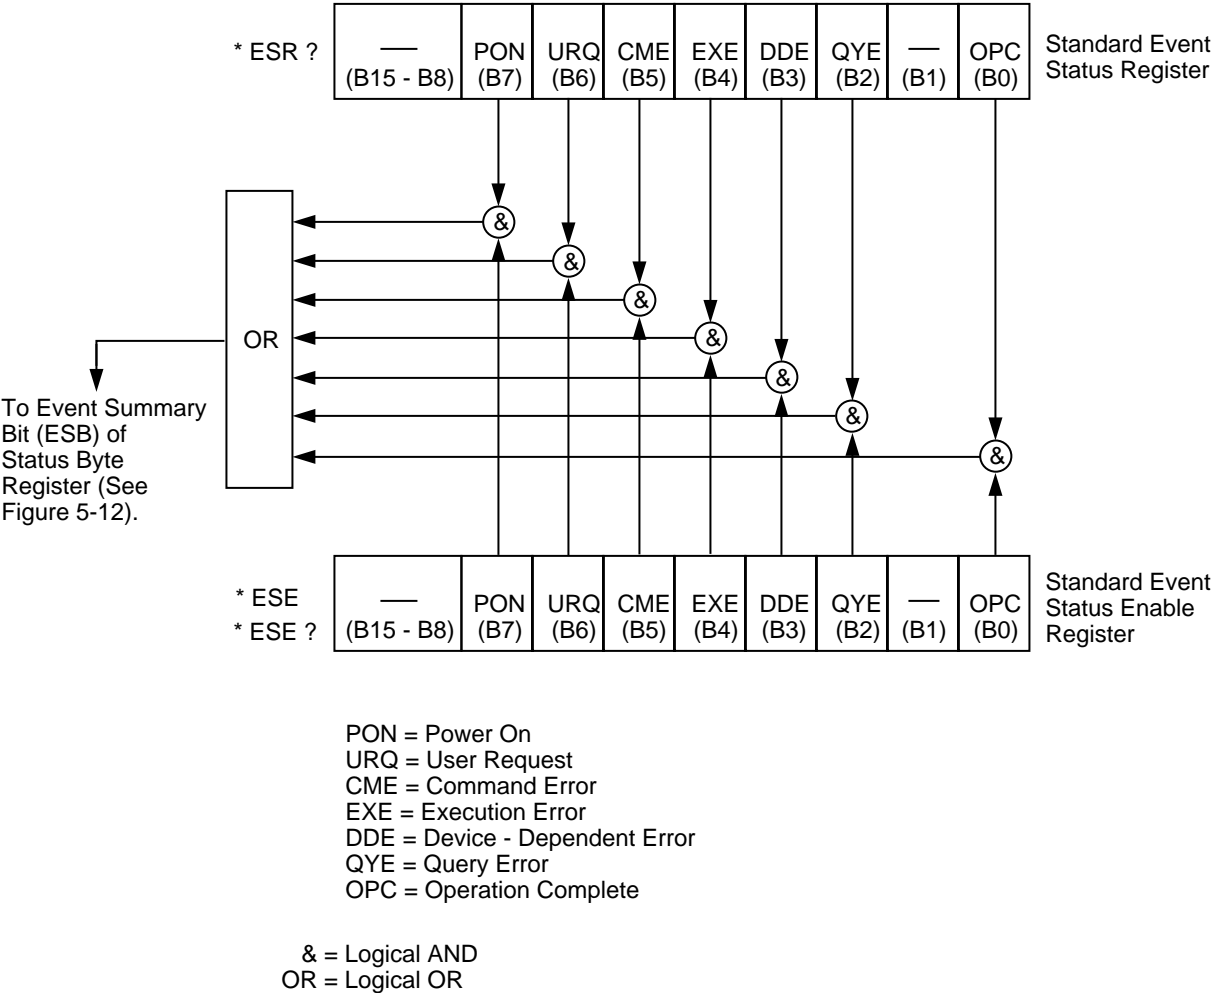 * ESR ?
— PON URQ CME EXE DDE QYE — OPC
(B15 - B8) (B7) (B6) (B5) (B4) (B3) (B2) (B1) (B0)
Standard Event
Status Register
&
&
&
&
&
&
&
OR
To Event Summary
Bit (ESB) of
Status Byte
Register (See
Figure 5-12).
* ESE
* ESE ?
— PON URQ CME EXE DDE QYE — OPC
(B15 - B8) (B7) (B6) (B5) (B4) (B3) (B2) (B1) (B0)
Standard Event
Status Enable
Register
PON = Power On
URQ = User Request
CME = Command Error
EXE = Execution Error
DDE = Device - Dependent Error
QYE = Query Error
OPC = Operation Complete
& = Logical AND
OR = Logical OR